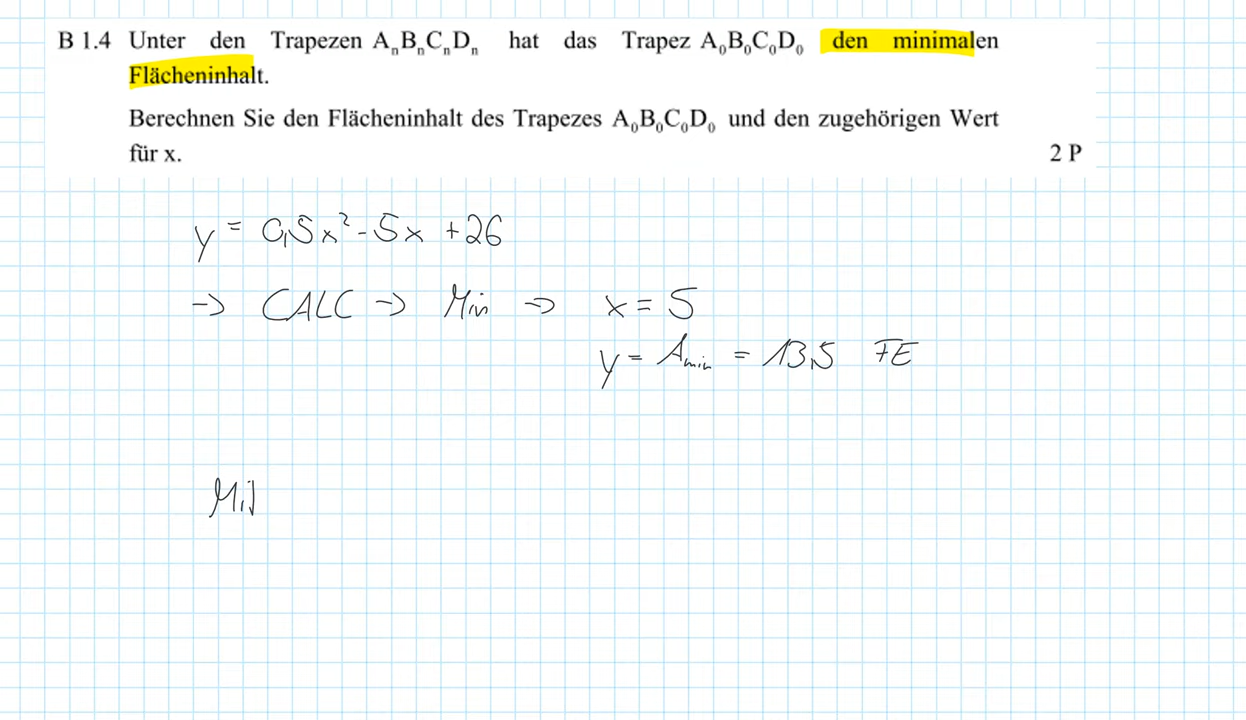 B 1.4 Unter den Trapezen AₙBₙCₙDₙ hat das Trapez A₀B₀C₀D₀ den minimalen
Flächeninhalt.
Berechnen Sie den Flächeninhalt des Trapezes A₀B₀C₀D₀ und den zugehörigen Wert
für x. 2 P
y = 0,5x² - 5x + 26
→ CALC → Min ⇒ x = 5
y = Amin = 13,5 FE